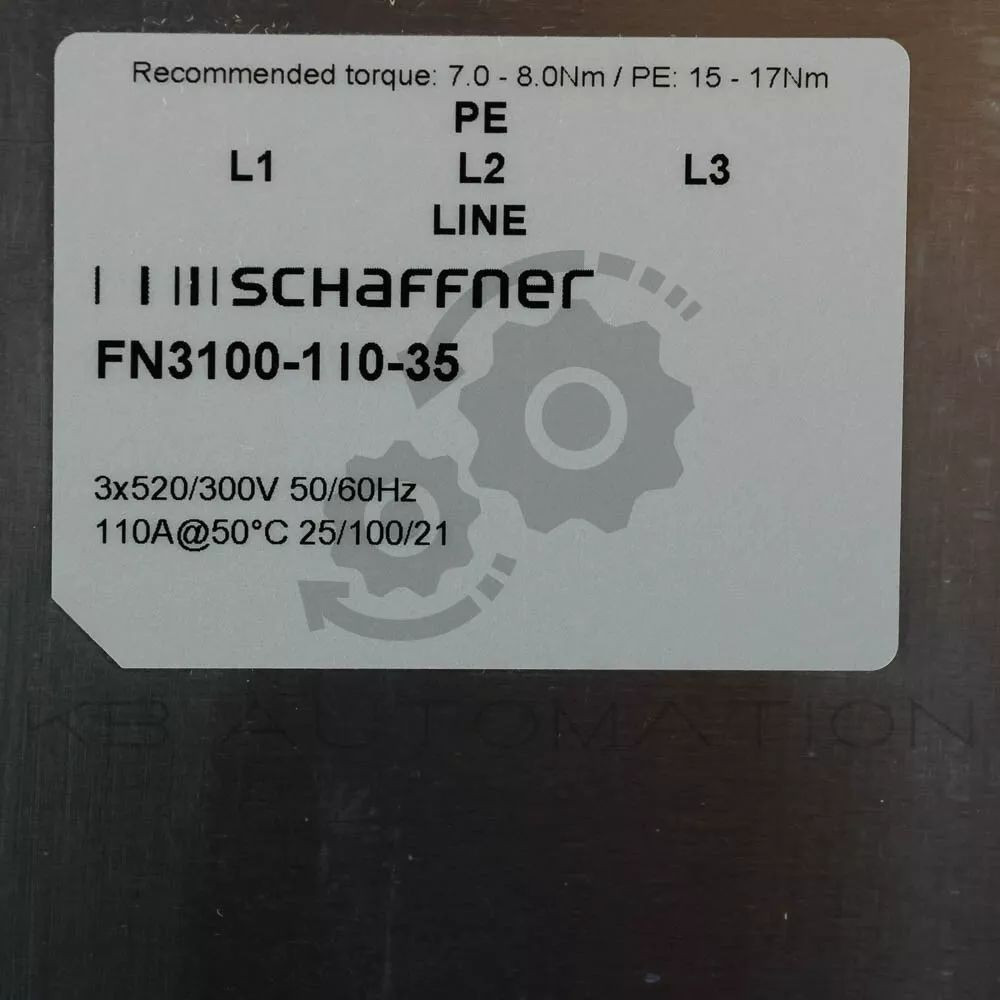 Recommended torque: 7.0 - 8.0Nm / PE: 15 - 17Nm
PE
L1 L2 L3
LINE
SCHAFFNER
FN3100-110-35
3x520/300V 50/60Hz
110A@50°C 25/100/21
KB AUTOMATION